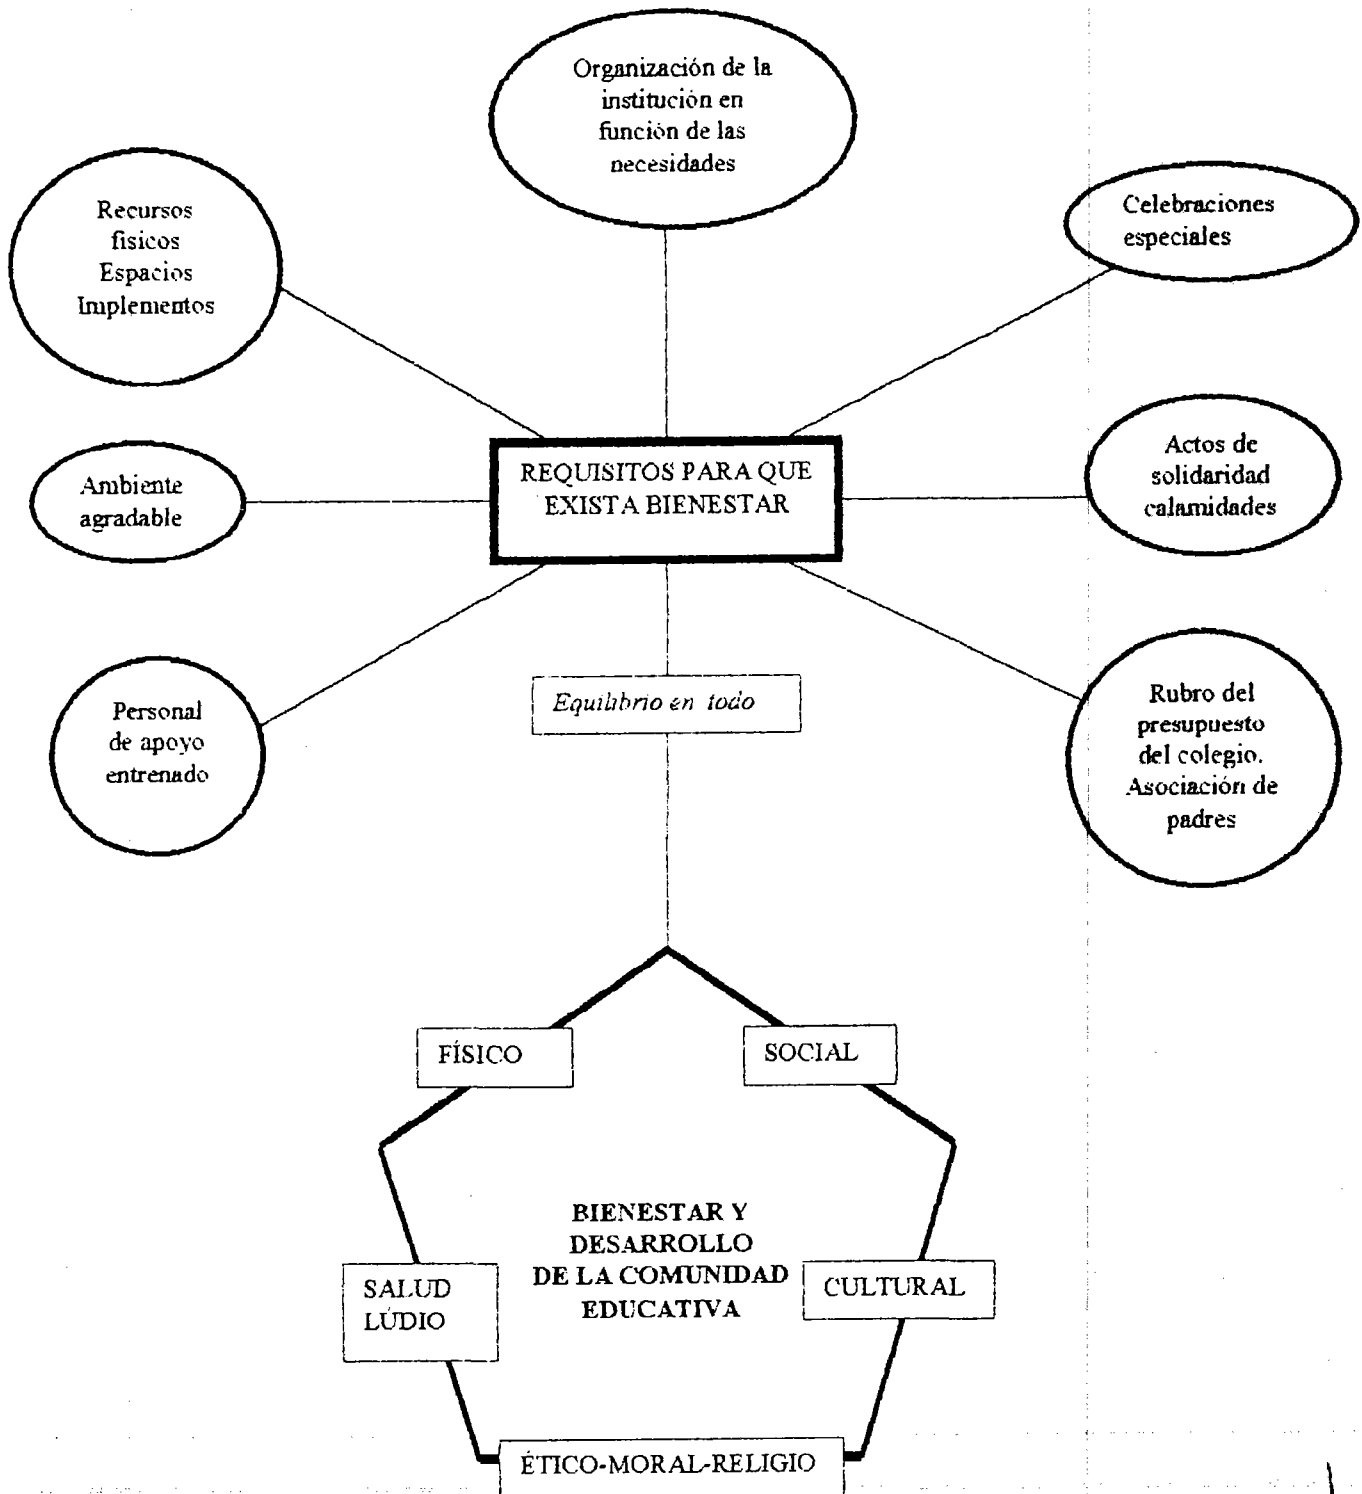 Organización de la
institución en
función de las
necesidades
Recursos
físicos
Espacios
Implementos
Celebraciones
especiales
REQUISITOS PARA QUE
EXISTA BIENESTAR
Ambiente
agradable
Actos de
solidaridad
calamidades
Equilibrio en todo
Personal
de apoyo
entrenado
Rubro del
presupuesto
del colegio.
Asociación de
padres
FÍSICO
SOCIAL
BIENESTAR Y
DESARROLLO
DE LA COMUNIDAD
EDUCATIVA
SALUD
LÚDIO
CULTURAL
ÉTICO-MORAL-RELIGIO